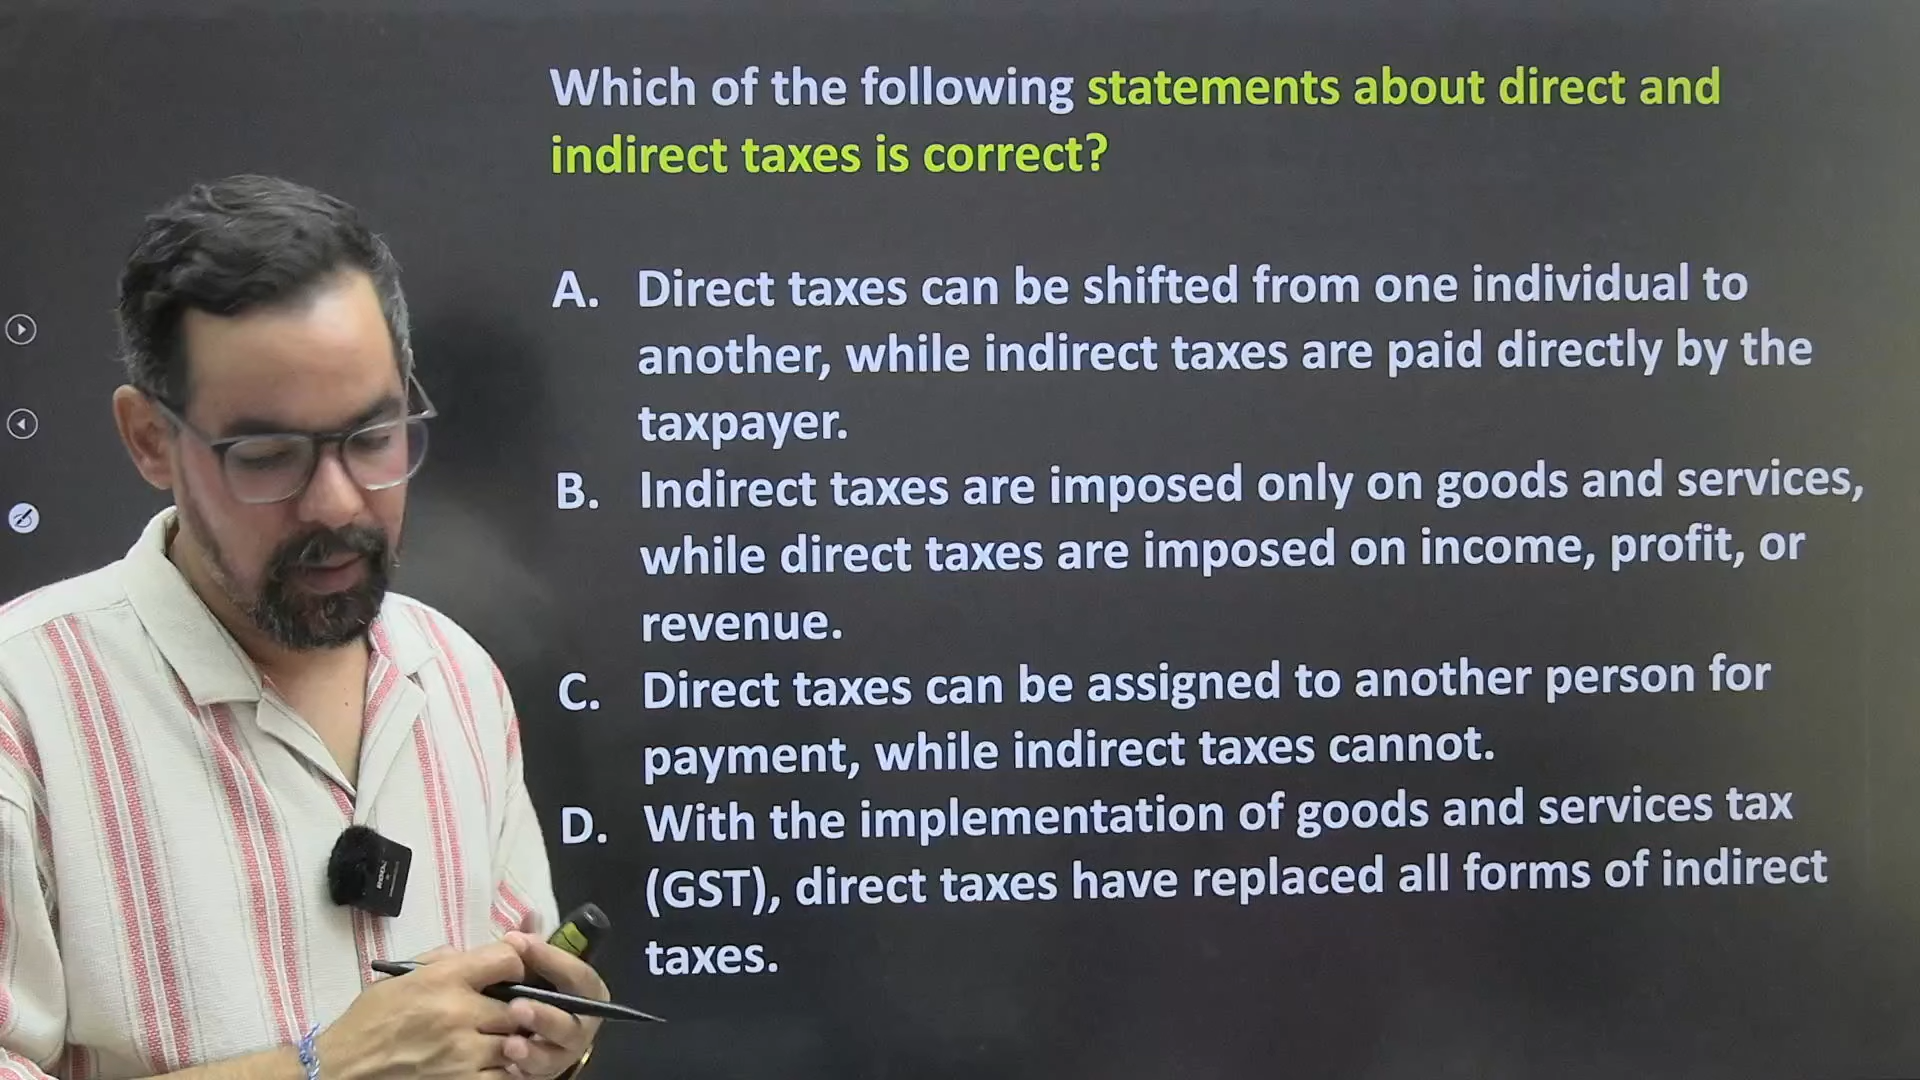 Which of the following statements about direct and
indirect taxes is correct?
A. Direct taxes can be shifted from one individual to
another, while indirect taxes are paid directly by the
taxpayer.
B. Indirect taxes are imposed only on goods and services,
while direct taxes are imposed on income, profit, or
revenue.
C. Direct taxes can be assigned to another person for
payment, while indirect taxes cannot.
D. With the implementation of goods and services tax
(GST), direct taxes have replaced all forms of indirect
taxes.